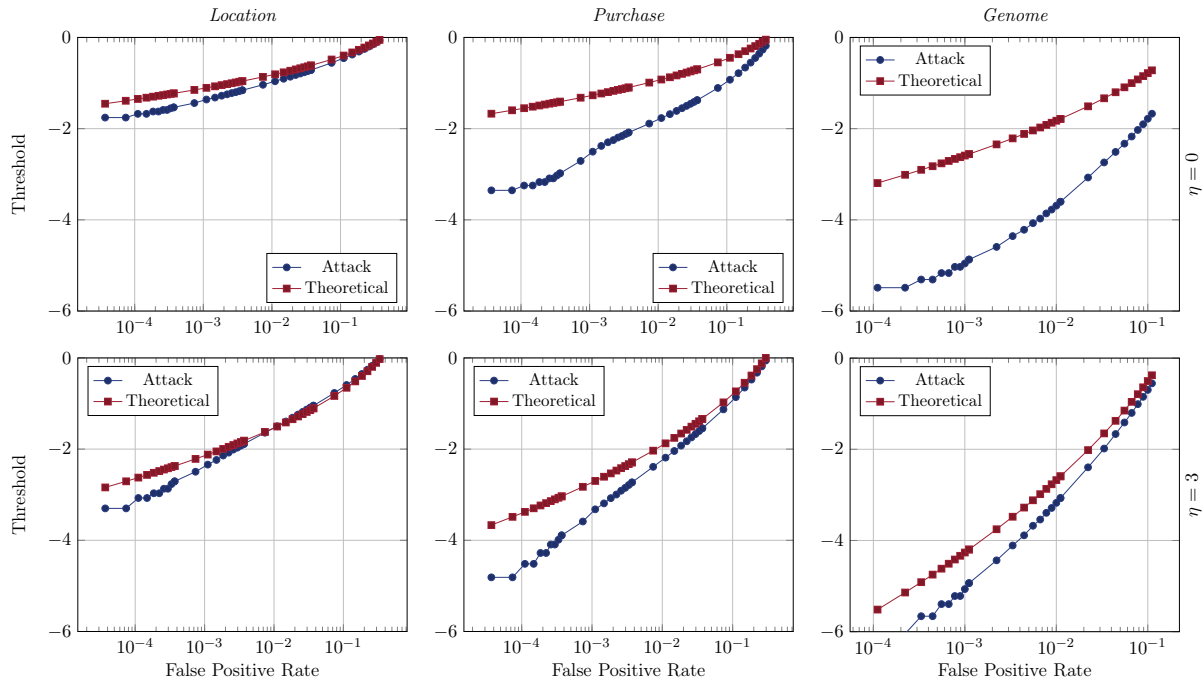 Location
Purchase
Genome
Threshold
0
−2
−4
−6
10⁻⁴
10⁻³
10⁻²
10⁻¹
Attack
Theoretical
0
−2
−4
−6
10⁻⁴
10⁻³
10⁻²
10⁻¹
Attack
Theoretical
0
−2
−4
−6
10⁻⁴
10⁻³
10⁻²
10⁻¹
Attack
Theoretical
η = 0
Threshold
0
−2
−4
−6
10⁻⁴
10⁻³
10⁻²
10⁻¹
Attack
Theoretical
False Positive Rate
0
−2
−4
−6
10⁻⁴
10⁻³
10⁻²
10⁻¹
Attack
Theoretical
False Positive Rate
0
−2
−4
−6
10⁻⁴
10⁻³
10⁻²
10⁻¹
Attack
Theoretical
False Positive Rate
η = 3